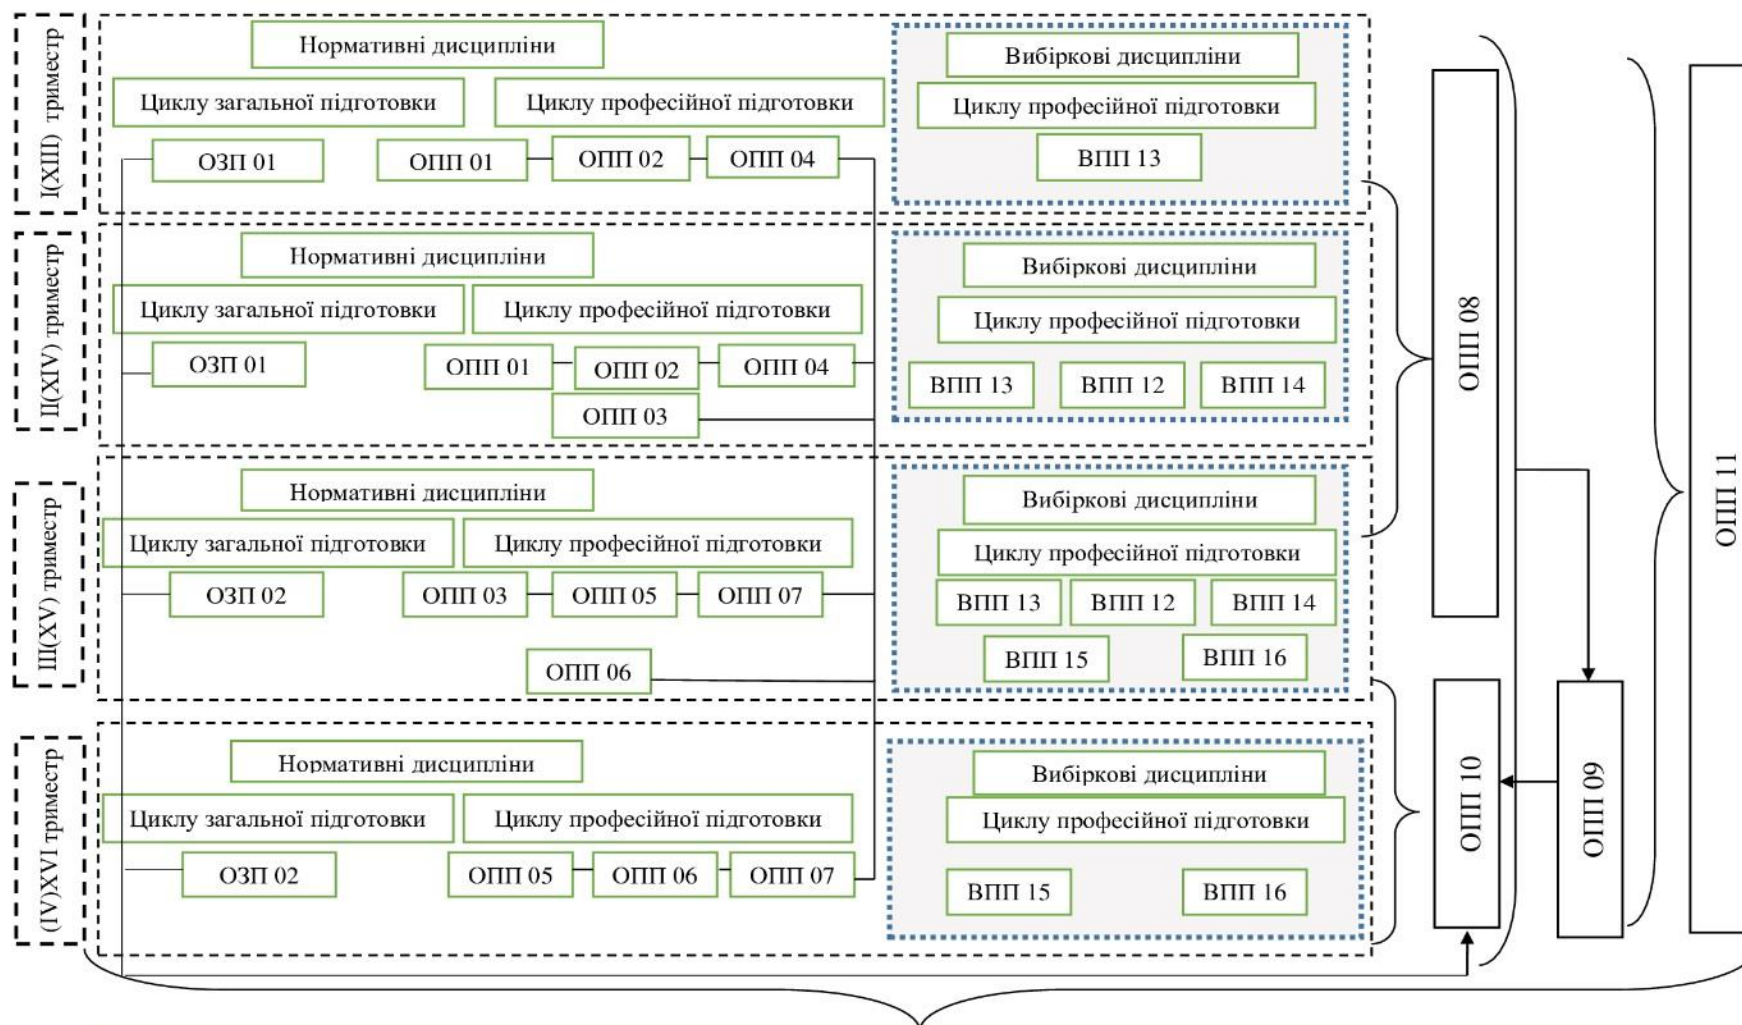 I(XIII) триместр
Нормативні дисципліни
Циклу загальної підготовки
Циклу професійної підготовки
ОЗП 01
ОПП 01
ОПП 02
ОПП 04
Вибіркові дисципліни
Циклу професійної підготовки
ВПП 13
II(XIV) триместр
Нормативні дисципліни
Циклу загальної підготовки
Циклу професійної підготовки
ОЗП 01
ОПП 01
ОПП 02
ОПП 04
ОПП 03
Вибіркові дисципліни
Циклу професійної підготовки
ВПП 13
ВПП 12
ВПП 14
III(XV) триместр
Нормативні дисципліни
Циклу загальної підготовки
Циклу професійної підготовки
ОЗП 02
ОПП 03
ОПП 05
ОПП 07
ОПП 06
Вибіркові дисципліни
Циклу професійної підготовки
ВПП 13
ВПП 12
ВПП 14
ВПП 15
ВПП 16
(IV)XVI триместр
Нормативні дисципліни
Циклу загальної підготовки
Циклу професійної підготовки
ОЗП 02
ОПП 05
ОПП 06
ОПП 07
Вибіркові дисципліни
Циклу професійної підготовки
ВПП 15
ВПП 16
ОПП 08
ОПП 10
ОПП 09
ОПП 11